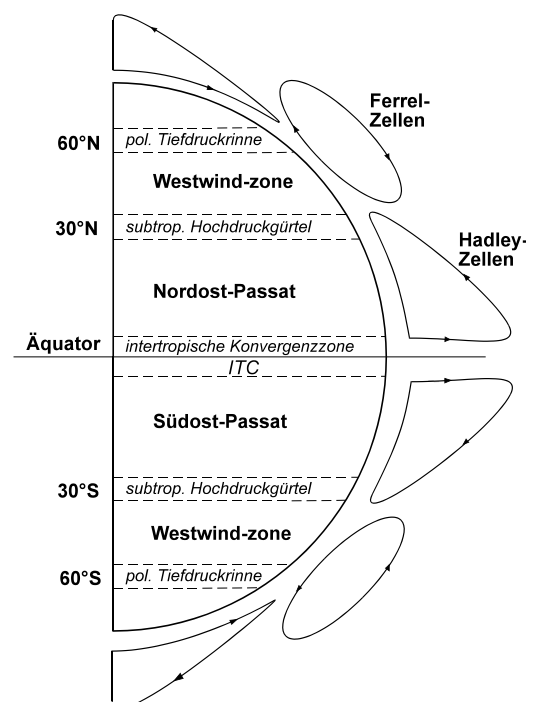 Ferrel-
Zellen
60°N
pol. Tiefdruckrinne
Westwind-zone
30°N
subtrop. Hochdruckgürtel
Hadley-
Zellen
Nordost-Passat
Äquator
intertropische Konvergenzzone
ITC
Südost-Passat
30°S
subtrop. Hochdruckgürtel
Westwind-zone
60°S
pol. Tiefdruckrinne